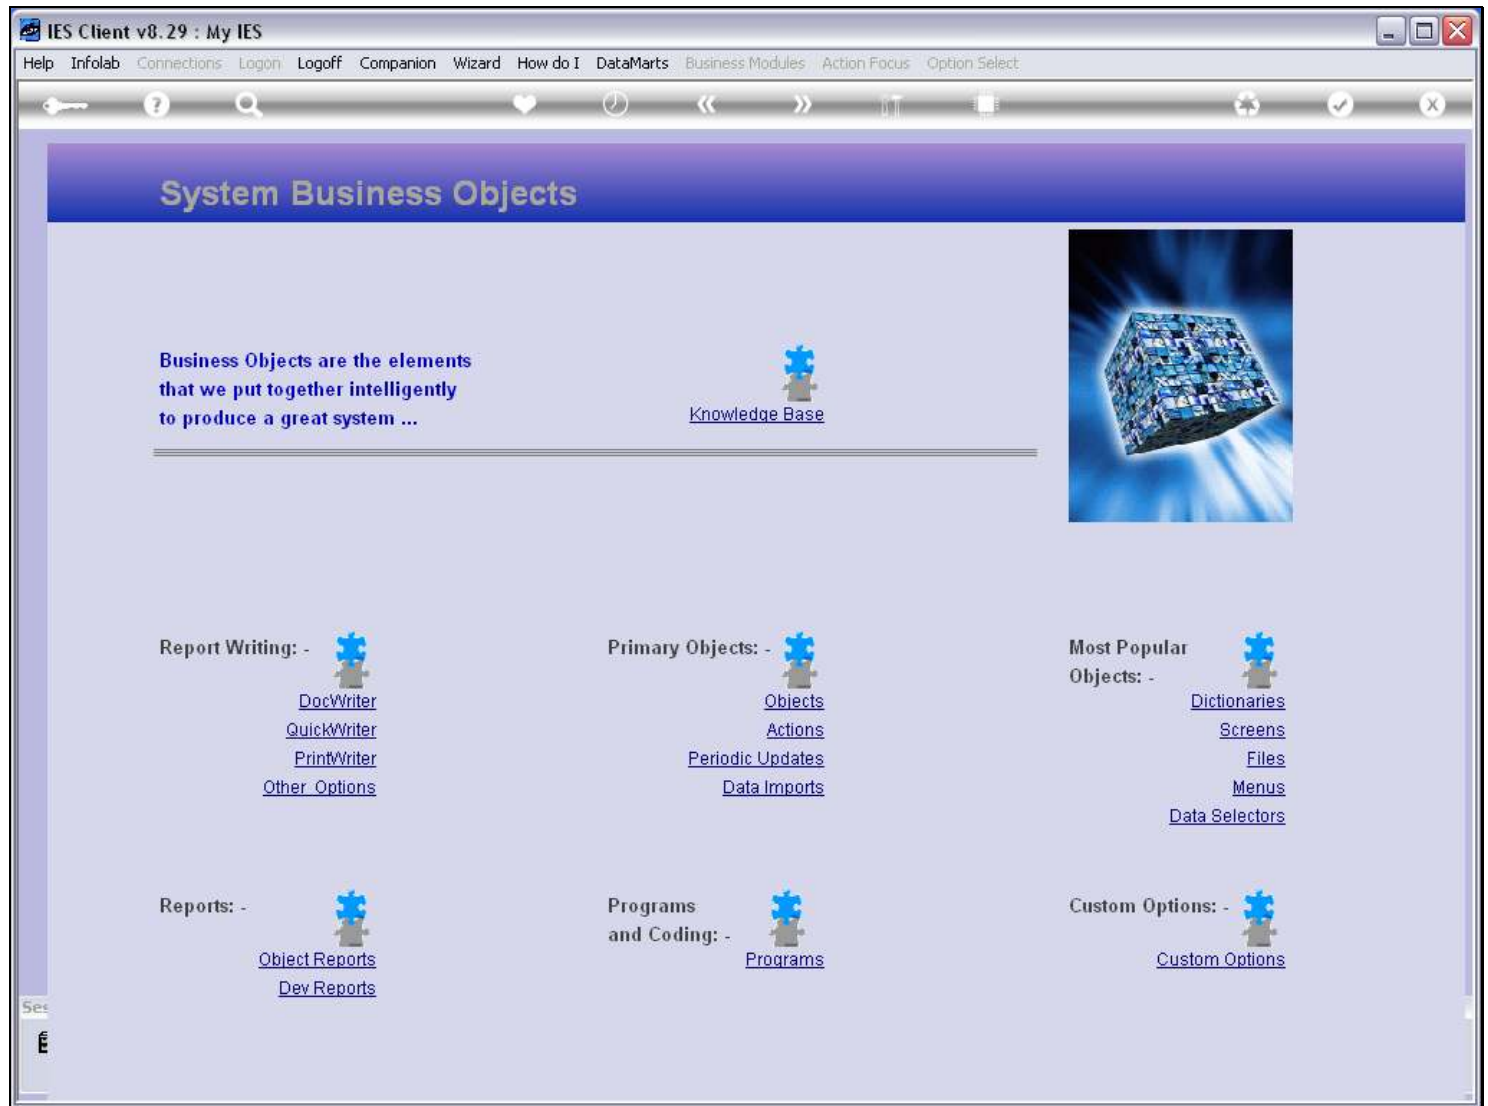 IES Client v8.29 : My IES
Help Infolab Connections Logon Logoff Companion Wizard How do I DataMarts Business Modules Action Focus Option Select
System Business Objects
Business Objects are the elements
that we put together intelligently
to produce a great system ...
Knowledge Base
Report Writing: -
DocWriter
QuickWriter
PrintWriter
Other Options
Primary Objects: -
Objects
Actions
Periodic Updates
Data Imports
Most Popular
Objects: -
Dictionaries
Screens
Files
Menus
Data Selectors
Reports: -
Object Reports
Dev Reports
Programs
and Coding: -
Programs
Custom Options: -
Custom Options